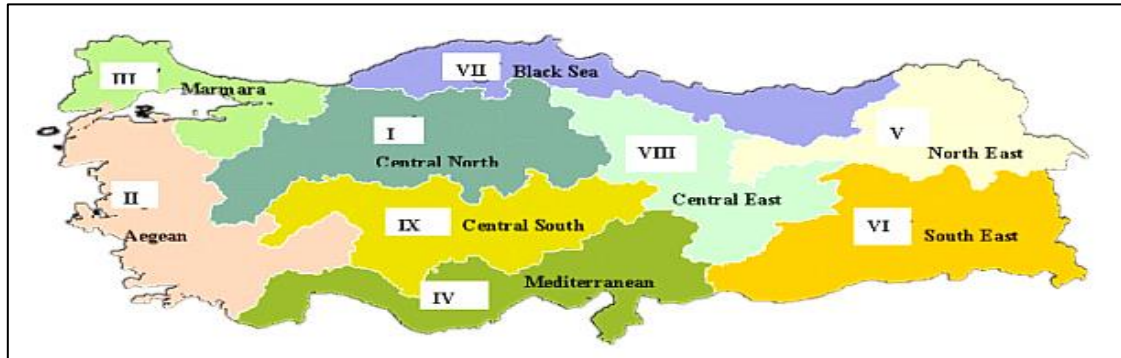 III
Marmara
VII
Black Sea
I
Central North
VIII
V
North East
II
Aegean
IX
Central South
Central East
VI
South East
IV
Mediterranean